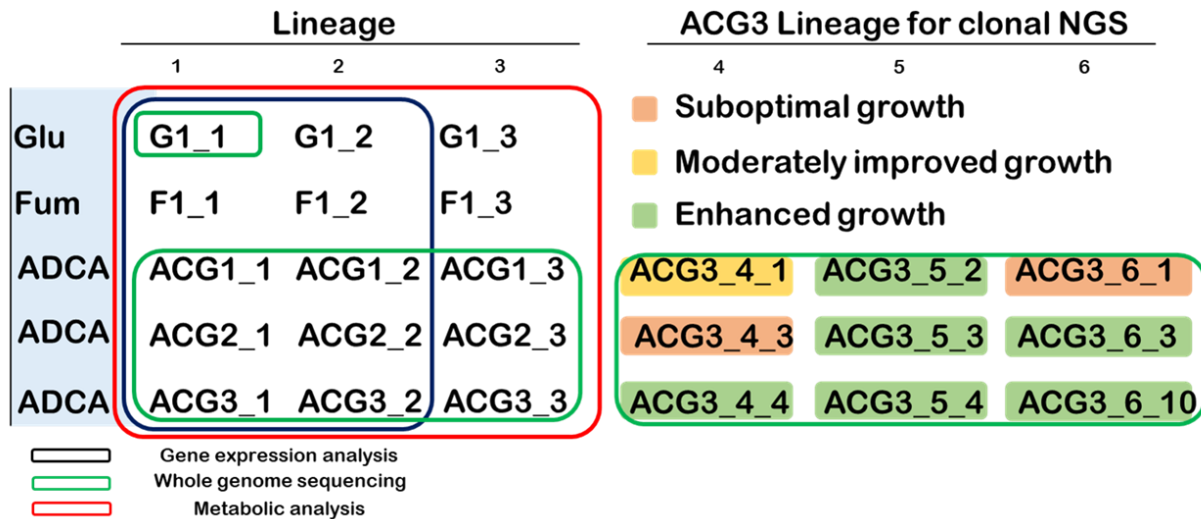 Lineage
ACG3 Lineage for clonal NGS
1 2 3 4 5 6
Suboptimal growth
Glu G1_1 G1_2 G1_3
Moderately improved growth
Fum F1_1 F1_2 F1_3
Enhanced growth
ADCA ACG1_1 ACG1_2 ACG1_3 ACG3_4_1 ACG3_5_2 ACG3_6_1
ADCA ACG2_1 ACG2_2 ACG2_3 ACG3_4_3 ACG3_5_3 ACG3_6_3
ADCA ACG3_1 ACG3_2 ACG3_3 ACG3_4_4 ACG3_5_4 ACG3_6_10
Gene expression analysis
Whole genome sequencing
Metabolic analysis